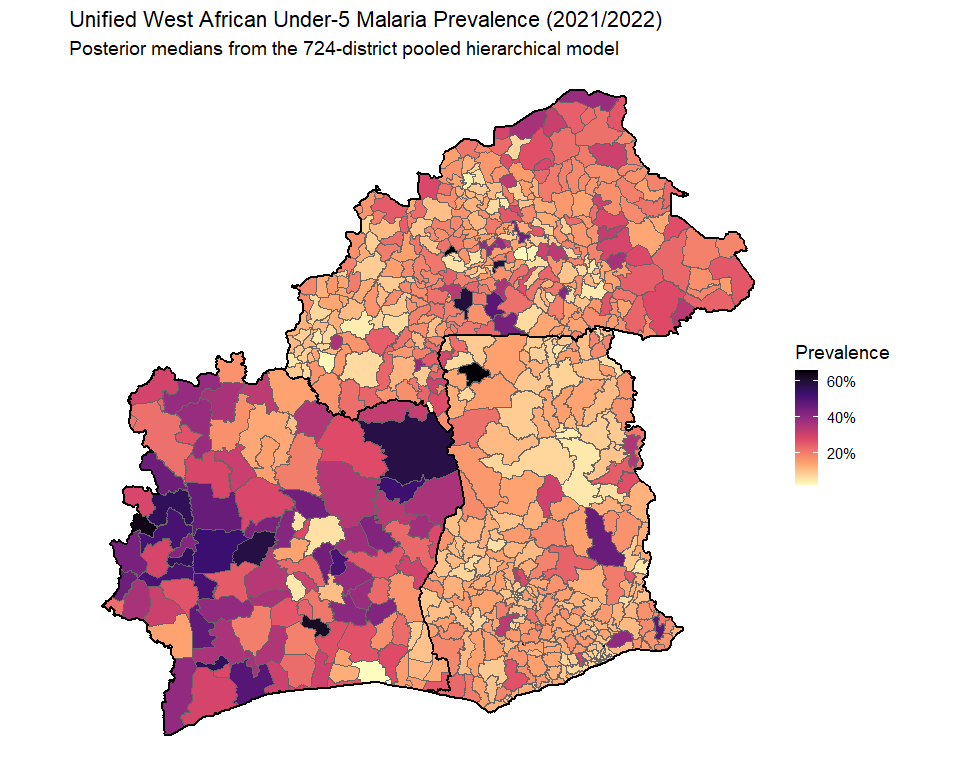 Unified West African Under-5 Malaria Prevalence (2021/2022)
Posterior medians from the 724-district pooled hierarchical model
Prevalence
60%
40%
20%